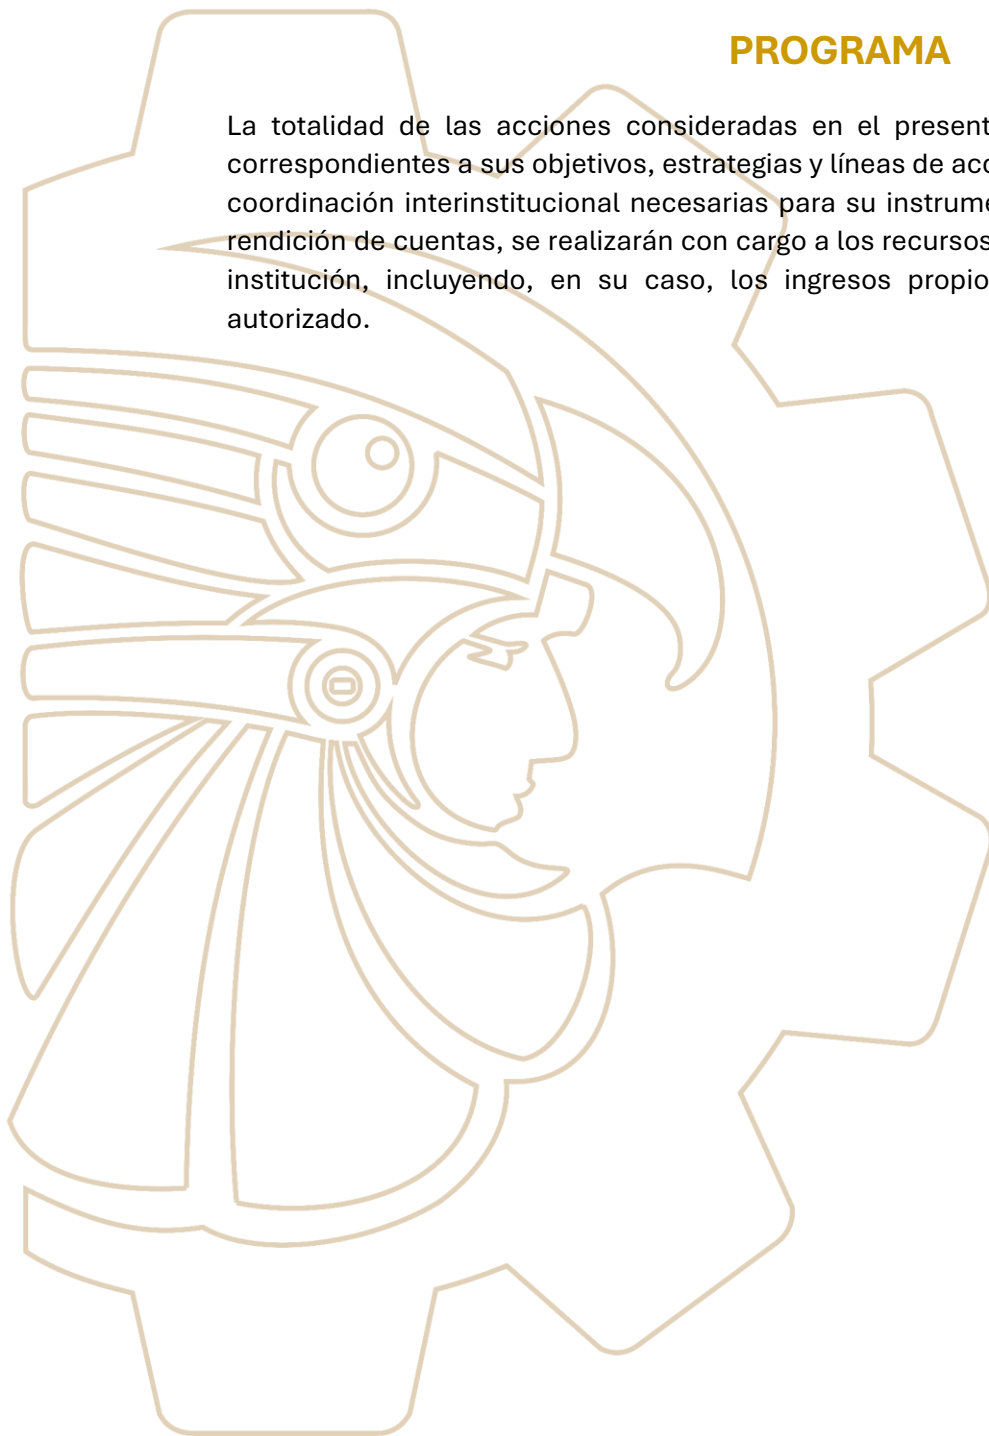 PROGRAMA
La totalidad de las acciones consideradas en el present
correspondientes a sus objetivos, estrategias y líneas de acc
coordinación interinstitucional necesarias para su instrume
rendición de cuentas, se realizarán con cargo a los recursos
institución, incluyendo, en su caso, los ingresos propio
autorizado.